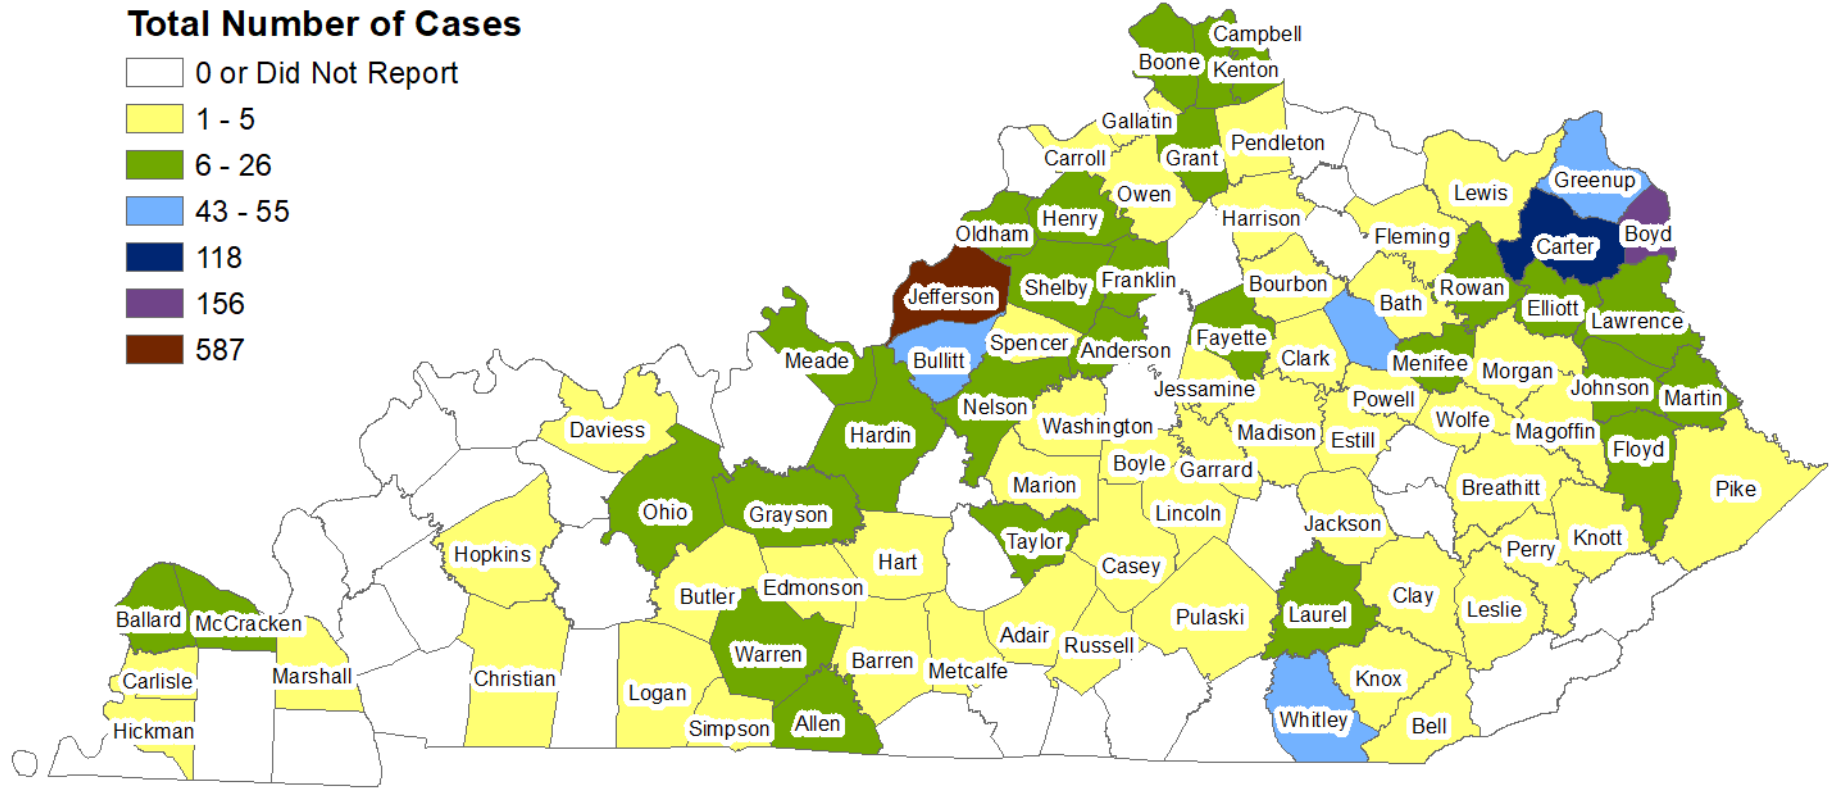 Total Number of Cases
0 or Did Not Report
1 - 5
6 - 26
43 - 55
118
156
587
Campbell
Boone
Kenton
Gallatin
Pendleton
Carroll
Grant
Owen
Lewis
Greenup
Henry
Harrison
Oldham
Fleming
Boyd
Carter
Jefferson
Shelby
Franklin
Bourbon
Rowan
Bath
Elliott
Lawrence
Spencer
Fayette
Anderson
Meade
Bullitt
Clark
Menifee
Morgan
Jessamine
Johnson
Martin
Nelson
Powell
Daviess
Hardin
Washington
Madison
Estill
Wolfe
Magoffin
Floyd
Boyle
Garrard
Marion
Breathitt
Pike
Ohio
Grayson
Lincoln
Jackson
Taylor
Perry
Knott
Hopkins
Hart
Casey
Edmonson
Butler
Clay
Leslie
Ballard
McCracken
Pulaski
Laurel
Adair
Russell
Warren
Barren
Metcalfe
Carlisle
Marshall
Christian
Logan
Knox
Hickman
Simpson
Allen
Whitley
Bell